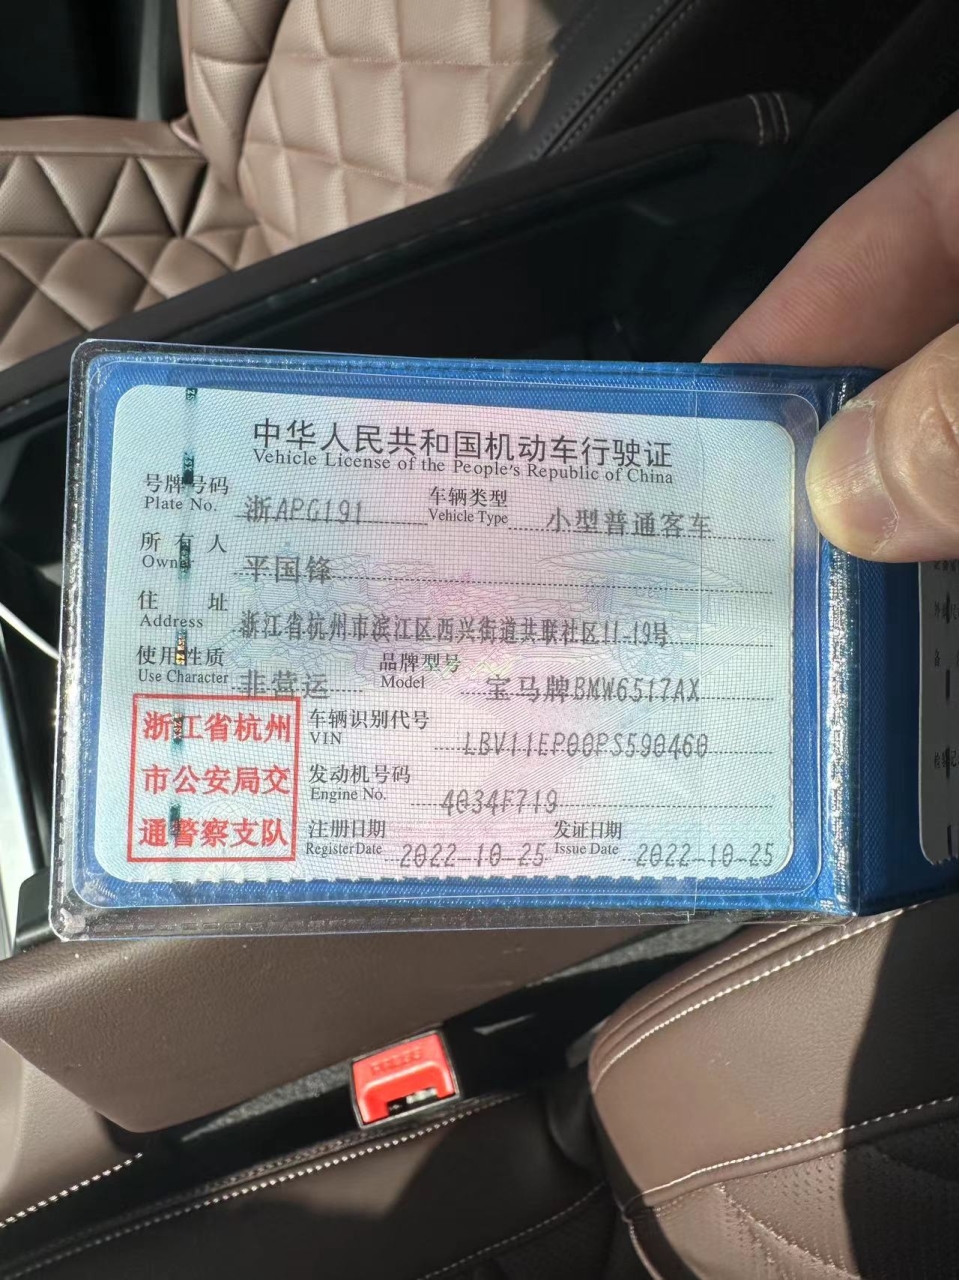 中华人民共和国机动车行驶证
Vehicle License of the People's Republic of China
号牌号码 浙APG191 车辆类型 小型普通客车
Plate No. Vehicle Type
所有人 平国锋
Owner
住址 浙江省杭州市滨江区西兴街道共联社区11-19号
Address
使用性质 非营运 品牌型号 宝马牌BMW6517AX
Use Character Model
浙江省杭州
市公安局交
通警察支队
车辆识别代号 LBV11EP00PS590460
VIN
发动机号码 4034F719
Engine No.
注册日期 2022-10-25 发证日期 2022-10-25
Register Date Issue Date